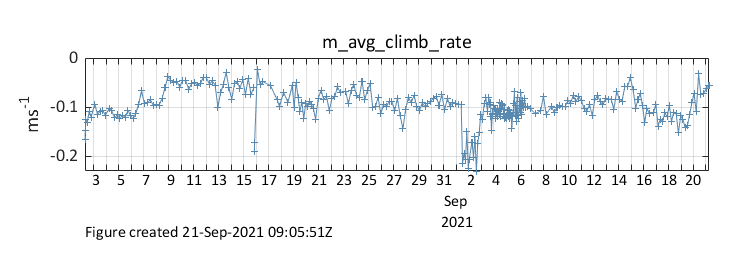 m_avg_climb_rate
0
-0.1
-0.2
ms-1
3 5 7 9 11 13 15 17 19 21 23 25 27 29 31 2 4 6 8 10 12 14 16 18 20
Sep
2021
Figure created 21-Sep-2021 09:05:51Z